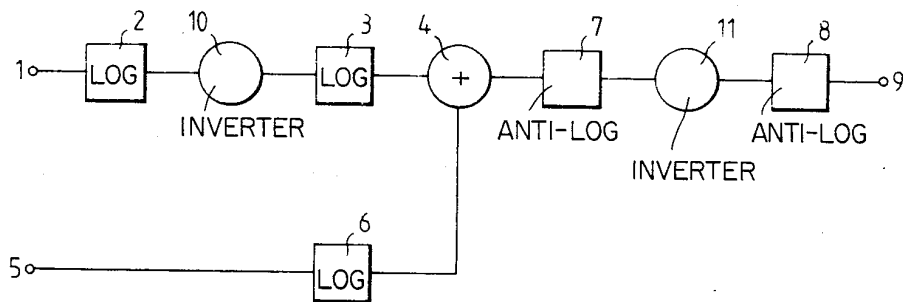 2 10 3 4 7 11 8
1 LOG LOG + 9
INVERTER ANTI-LOG ANTI-LOG
INVERTER
6
5 LOG